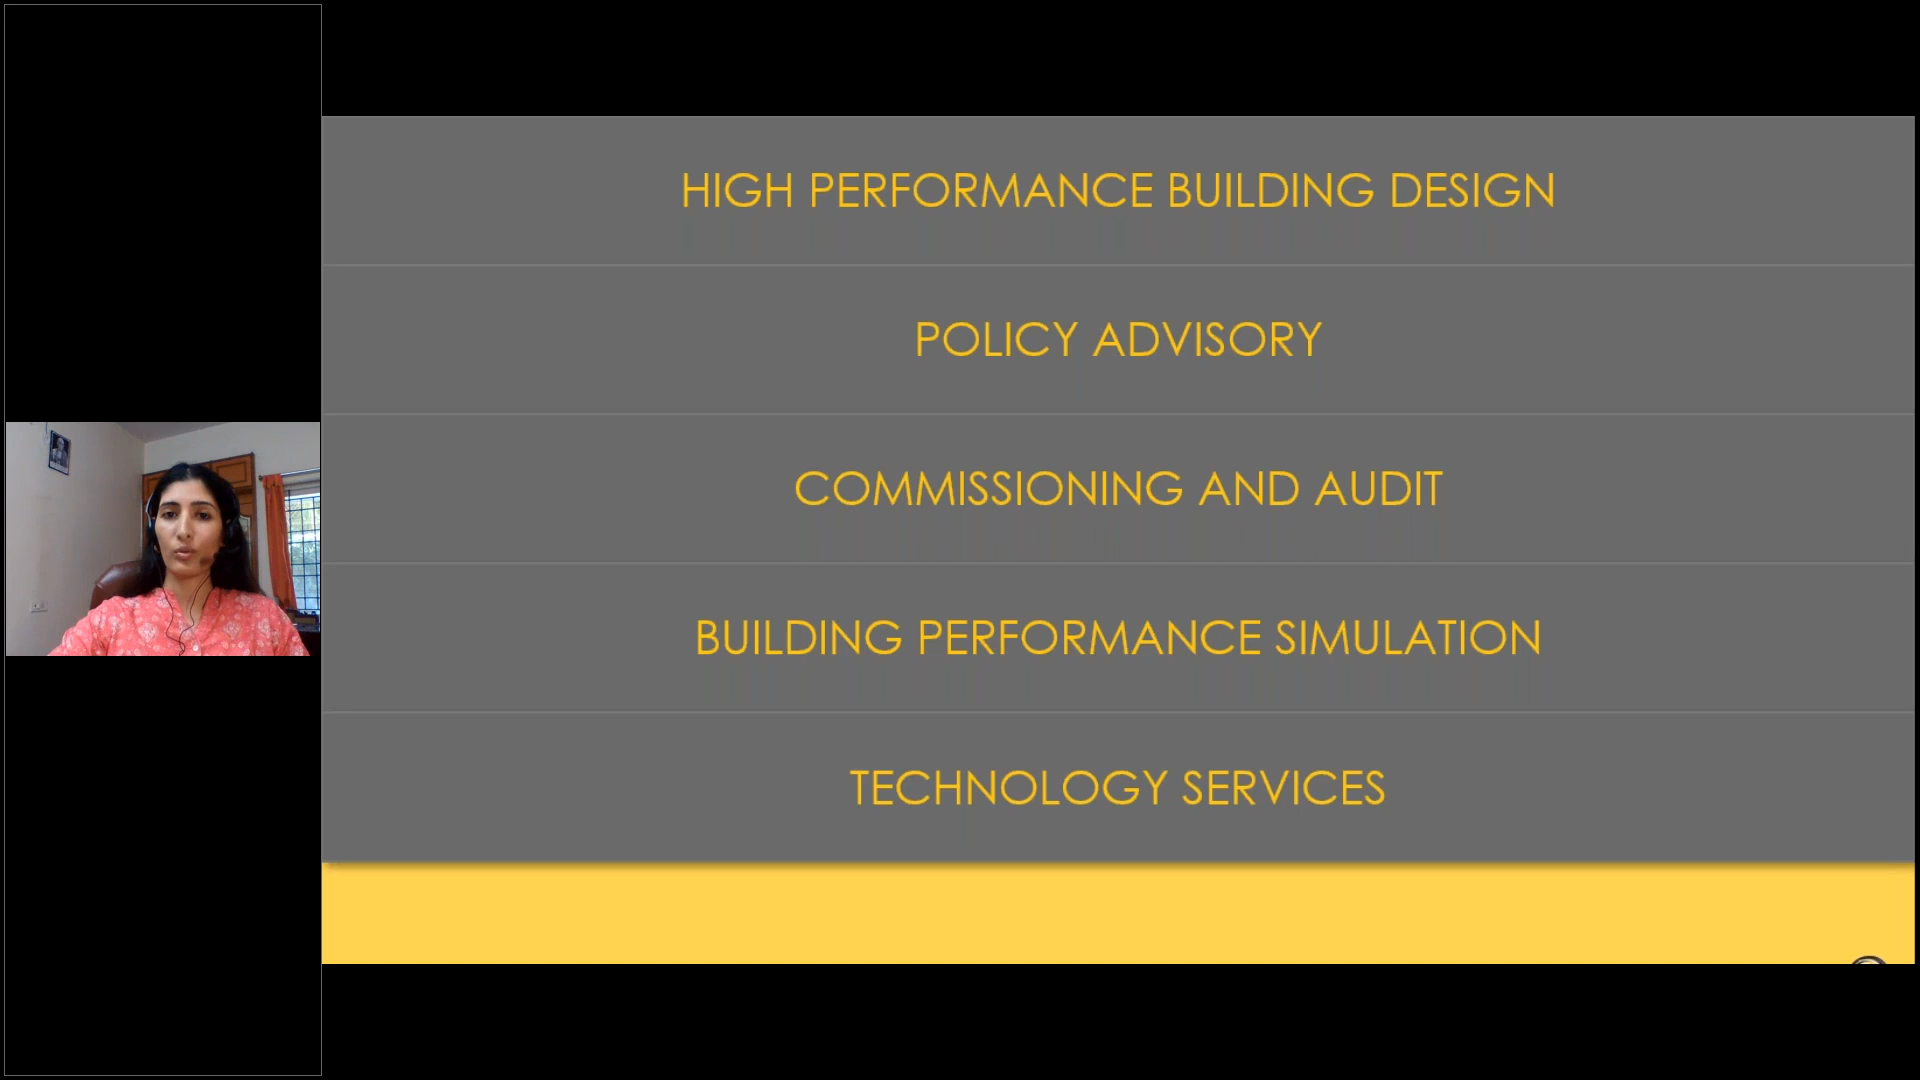 HIGH PERFORMANCE BUILDING DESIGN
POLICY ADVISORY
COMMISSIONING AND AUDIT
BUILDING PERFORMANCE SIMULATION
TECHNOLOGY SERVICES